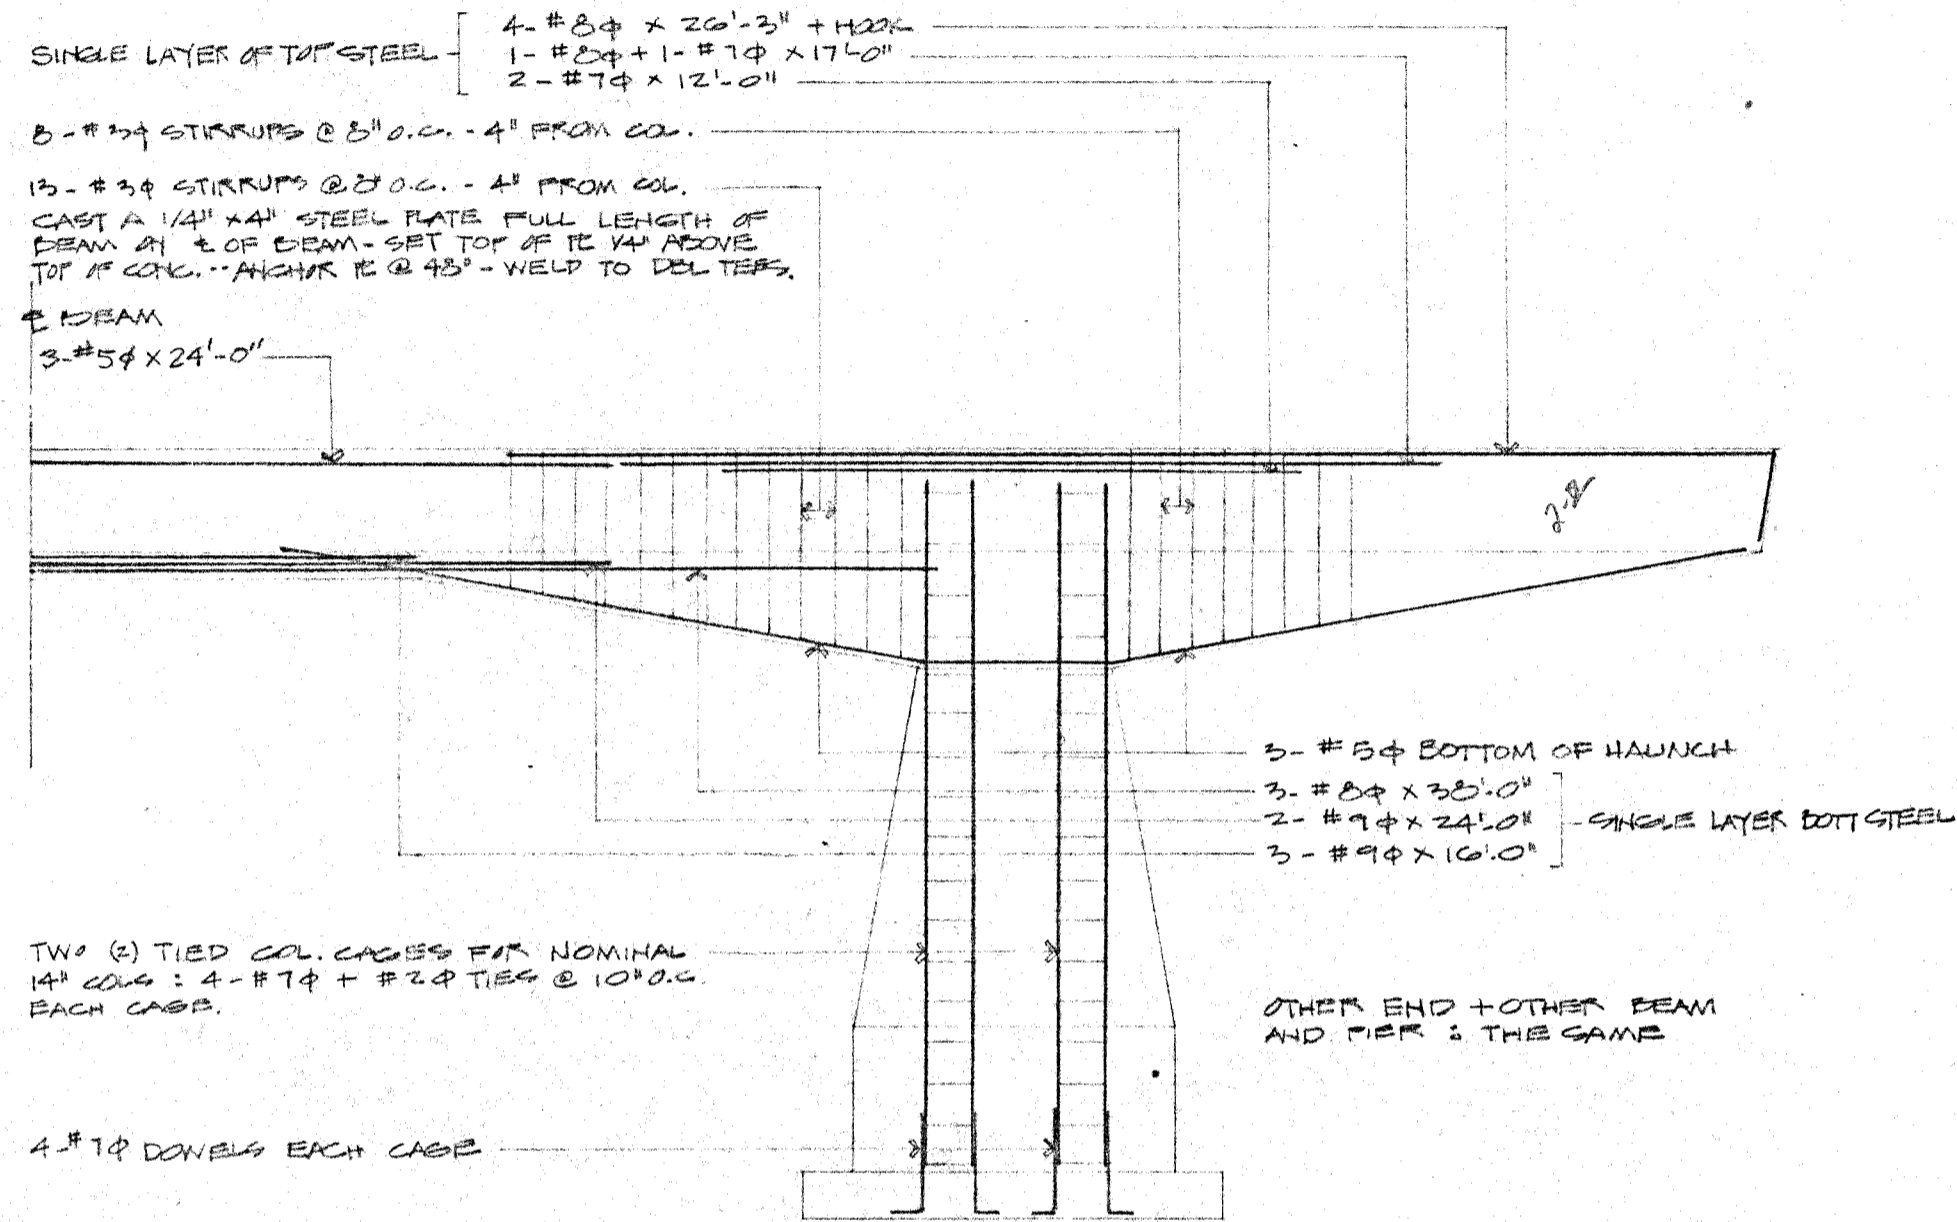 SINGLE LAYER OF TOP STEEL
4-#8φ x 26'-3" + HOOK
1-#8φ + 1-#7φ x 17'-0"
2-#7φ x 12'-0"
8-#3φ STIRRUPS @ 8" O.C. - 4" FROM COL.
13-#3φ STIRRUPS @ 8" O.C. - 4" FROM COL.
CAST A 1/4" x 4" STEEL PLATE FULL LENGTH OF
BEAM ON ℄ OF BEAM - SET TOP OF PL 1/4" ABOVE
TOP OF CONC... ANCHOR PL @ 48" - WELD TO DBL TEES.
℄ BEAM
3-#5φ x 24'-0"
3-#5φ BOTTOM OF HAUNCH
3-#8φ x 38'-0"
2-#9φ x 24'-0"
3-#9φ x 16'-0"
SINGLE LAYER BOTT STEEL
TWO (2) TIED COL. CAGES FOR NOMINAL
14" COLS : 4-#7φ + #2φ TIES @ 10" O.C.
EACH CAGE.
OTHER END + OTHER BEAM
AND PIER : THE SAME
4-#7φ DOWELS EACH CAGE